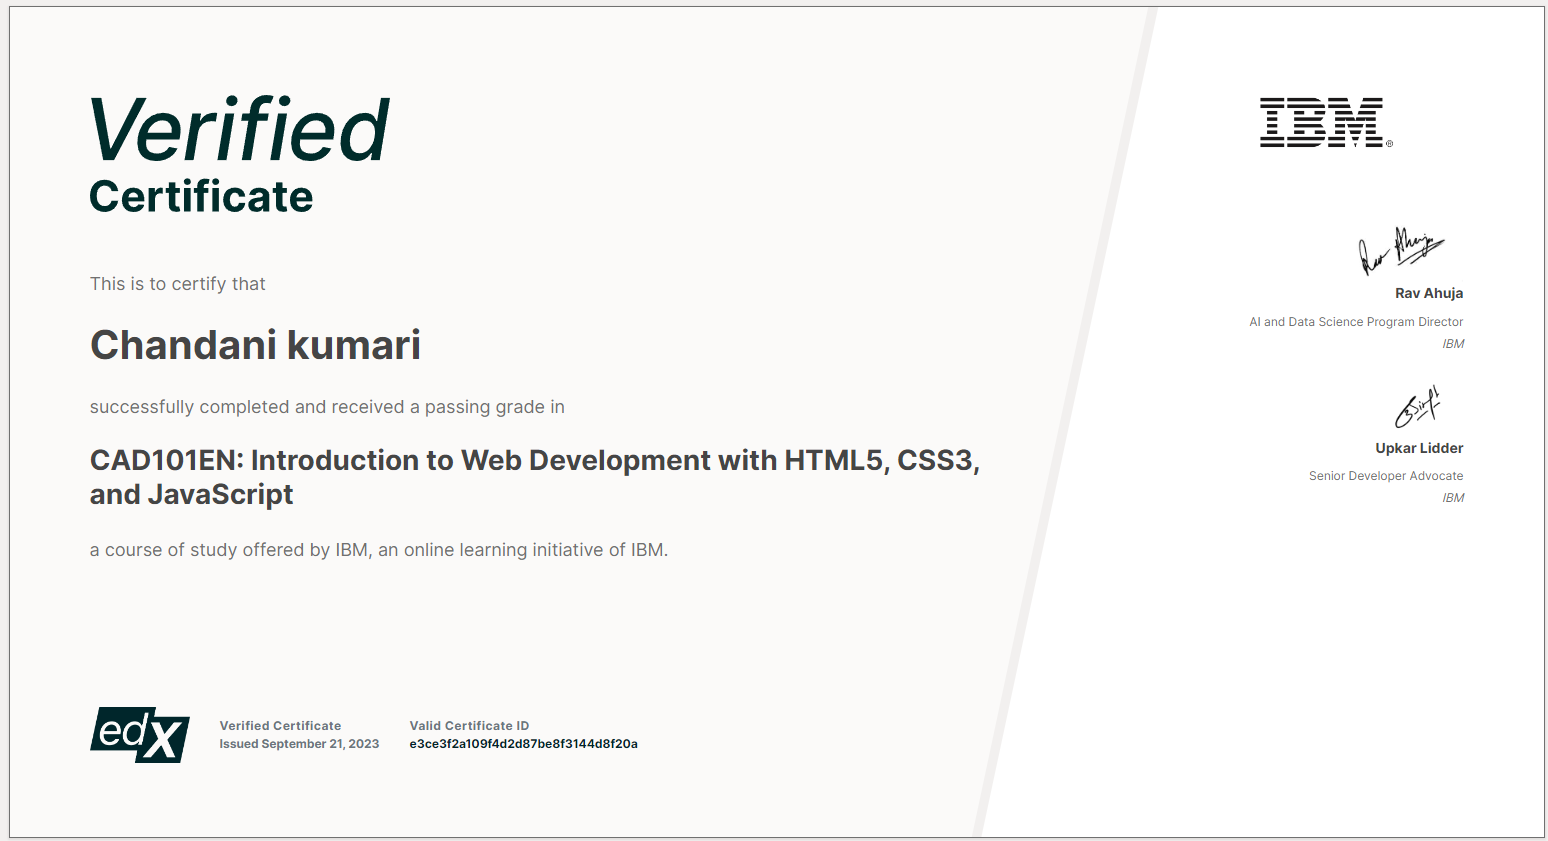 Verified
Certificate
This is to certify that
Chandani kumari
successfully completed and received a passing grade in
CAD101EN: Introduction to Web Development with HTML5, CSS3,
and JavaScript
a course of study offered by IBM, an online learning initiative of IBM.
edX
Verified Certificate
Issued September 21, 2023
Valid Certificate ID
e3ce3f2a109f4d2d87be8f3144d8f20a
IBM®
Rav Ahuja
Rav Ahuja
AI and Data Science Program Director
IBM
Upkar Lidder
Senior Developer Advocate
IBM